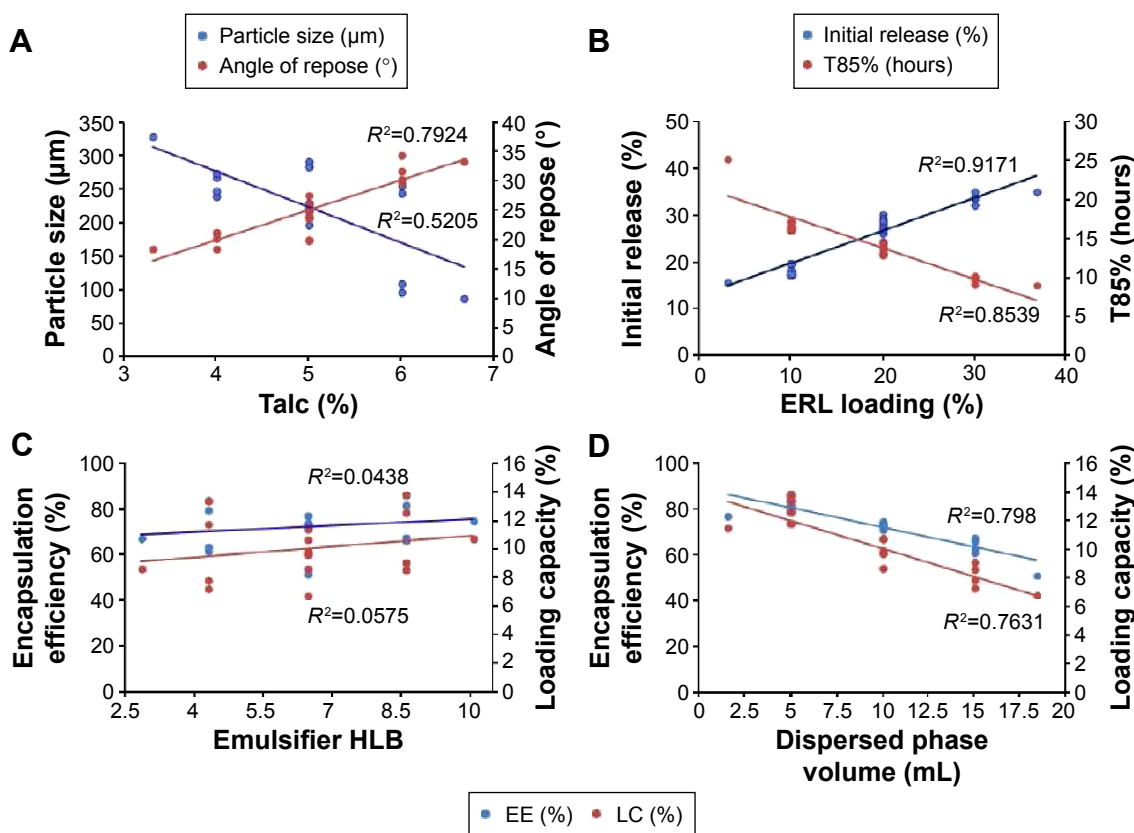 A
Particle size (µm)
Angle of repose (°)
Particle size (µm)
350
300
250
200
150
100
50
0
R²=0.7924
R²=0.5205
40
35
30
25
20
15
10
5
0
Angle of repose (°)
3
4
5
6
7
Talc (%)
B
Initial release (%)
T85% (hours)
Initial release (%)
50
40
30
20
10
0
R²=0.9171
R²=0.8539
30
25
20
15
10
5
0
T85% (hours)
0
10
20
30
40
ERL loading (%)
C
Encapsulation
efficiency (%)
100
80
60
40
20
0
R²=0.0438
R²=0.0575
16
14
12
10
8
6
4
2
0
Loading capacity (%)
2.5
4
5.5
7
8.5
10
Emulsifier HLB
D
Encapsulation
efficiency (%)
100
80
60
40
20
0
R²=0.798
R²=0.7631
16
14
12
10
8
6
4
2
0
Loading capacity (%)
0
2.5
5
7.5
10
12.5
15
17.5
20
Dispersed phase
volume (mL)
EE (%)
LC (%)